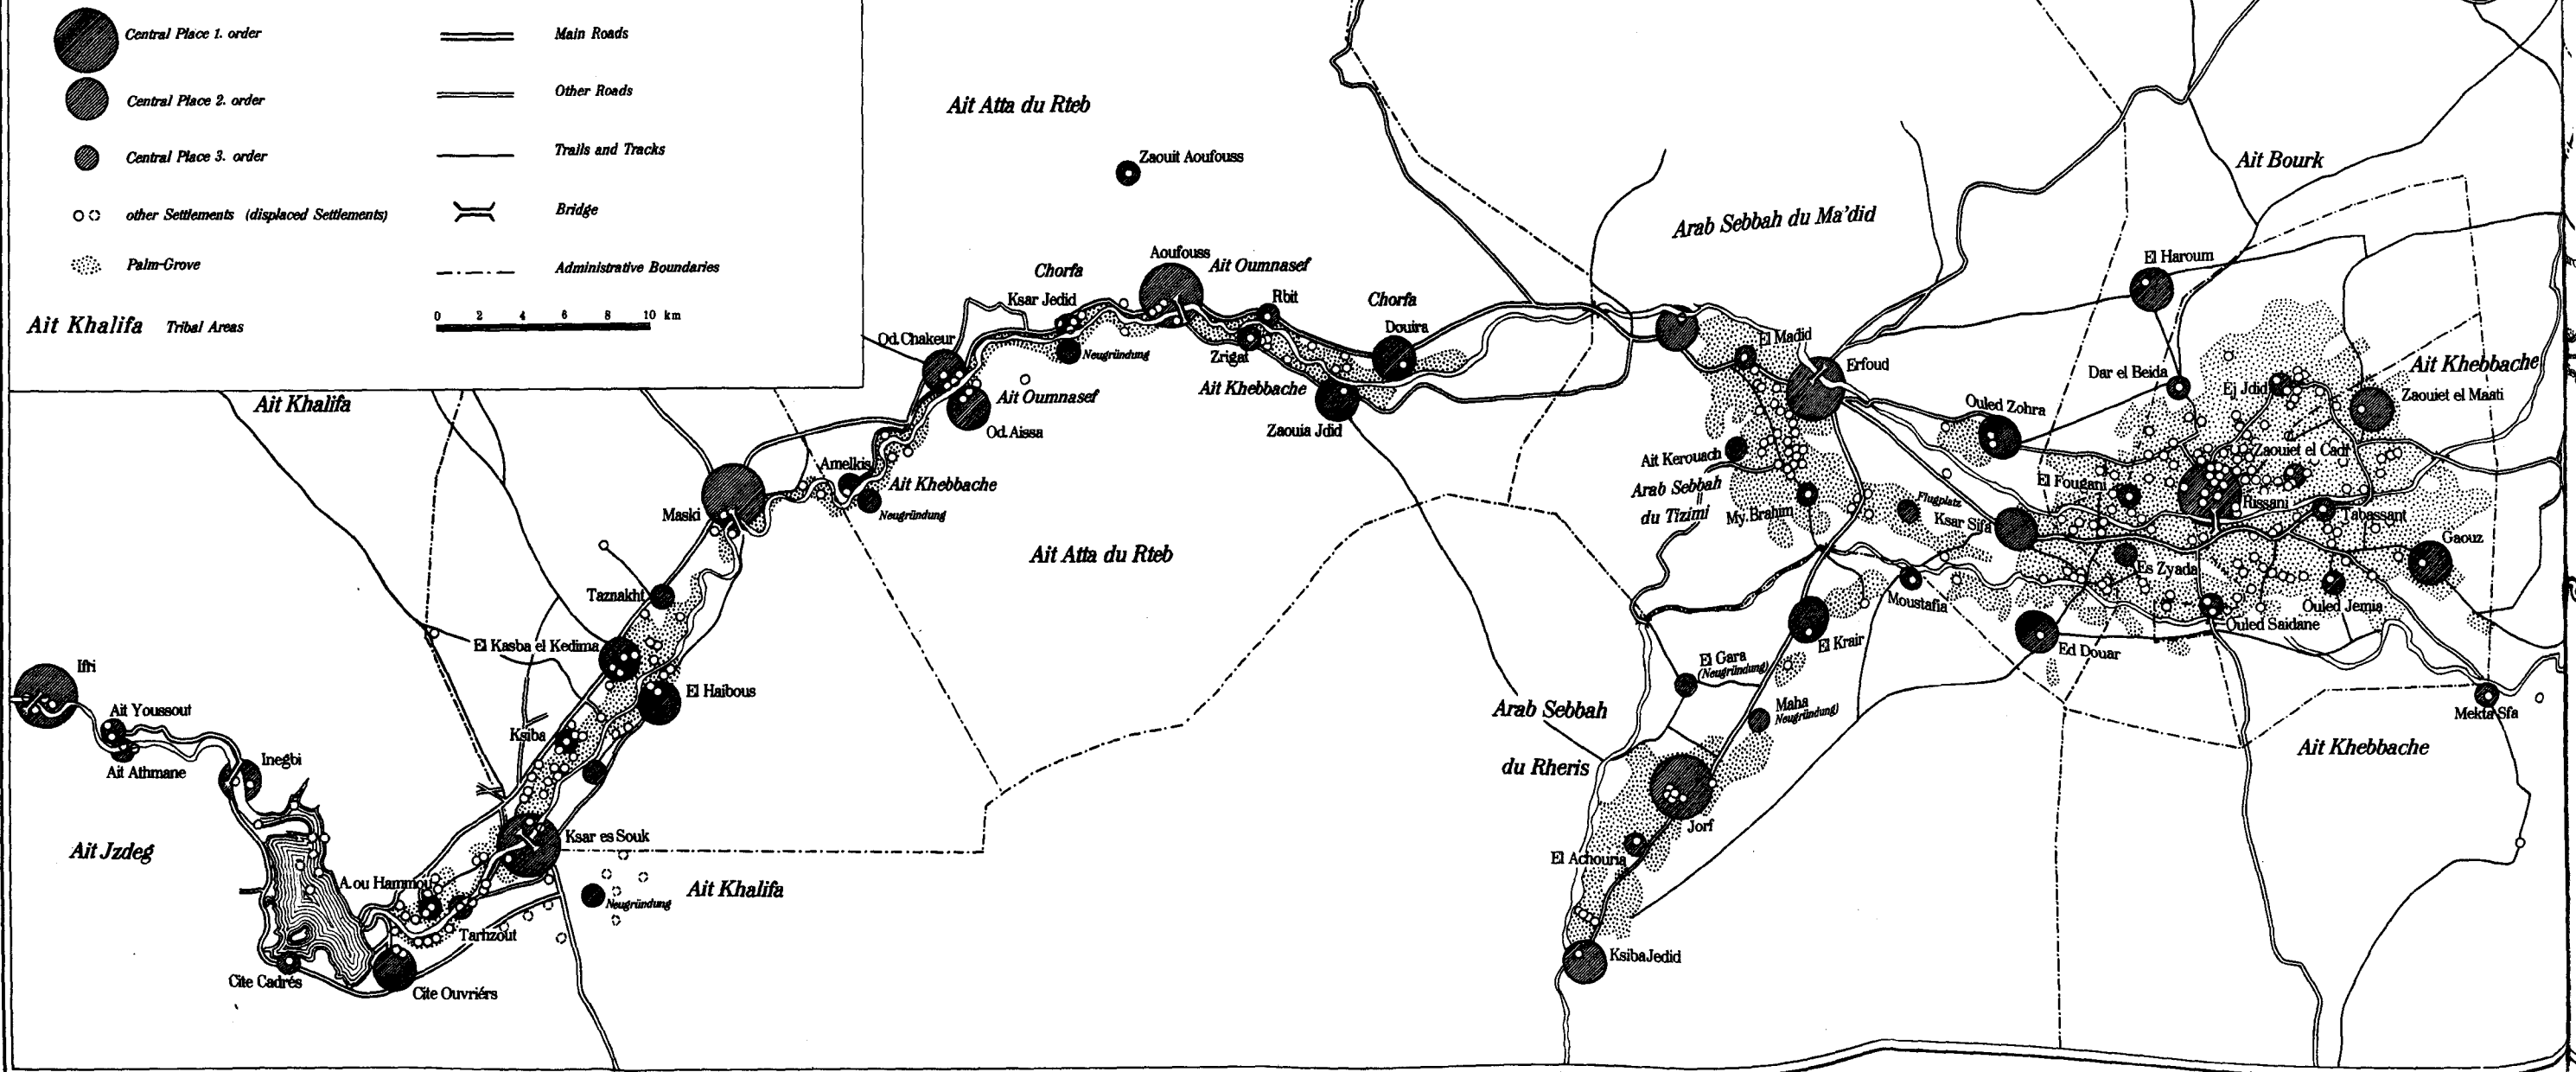 Central Place 1. order
Main Roads
Central Place 2. order
Other Roads
Central Place 3. order
Trails and Tracks
other Settlements (displaced Settlements)
Bridge
Palm-Grove
Administrative Boundaries
Ait Khalifa Tribal Areas
0 2 4 6 8 10 km
Ait Atta du Rteb
Zaouit Aoufouss
Ait Bourk
Arab Sebbah du Ma'did
Aoufouss
Ait Oumnasef
Chorfa
El Haroum
Ksar Jedid
Rbit
Chorfa
Douira
Od. Chakeur
Neugründung
Zrigat
El Madid
Erfoud
Ait Khebbache
Dar el Beida
Ej Jdid
Ait Khebbache
Zaouiet el Maati
Ait Khalifa
Ait Oumnasef
Od. Aissa
Zaouia Jdid
Ouled Zohra
Zaouiet el Cadi
Ait Kerouach
Amelkis
Ait Khebbache
Neugründung
Arab Sebbah
du Tizimi
My. Brahim
Flugplatz
Ksar Sifa
El Fougani
Rissani
Tabassant
Gaouz
Maski
Ait Atta du Rteb
Es Zyada
Taznakht
Moustafia
Ouled Jemia
Ouled Saidane
El Kasba el Kedima
El Krair
Ed Douar
El Gara
(Neugründung)
Ifri
El Haibous
Maha
Neugründung)
Ait Youssout
Arab Sebbah
du Rheris
Mekta Sfa
Ksiba
Ait Khebbache
Ait Athmane
Inegbi
Jorf
Ksar es Souk
Ait Jzdeg
El Achouria
A. ou Hammou
Ait Khalifa
Neugründung
Tarhzout
Ksiba Jedid
Cite Cadrés
Cite Ouvriérs